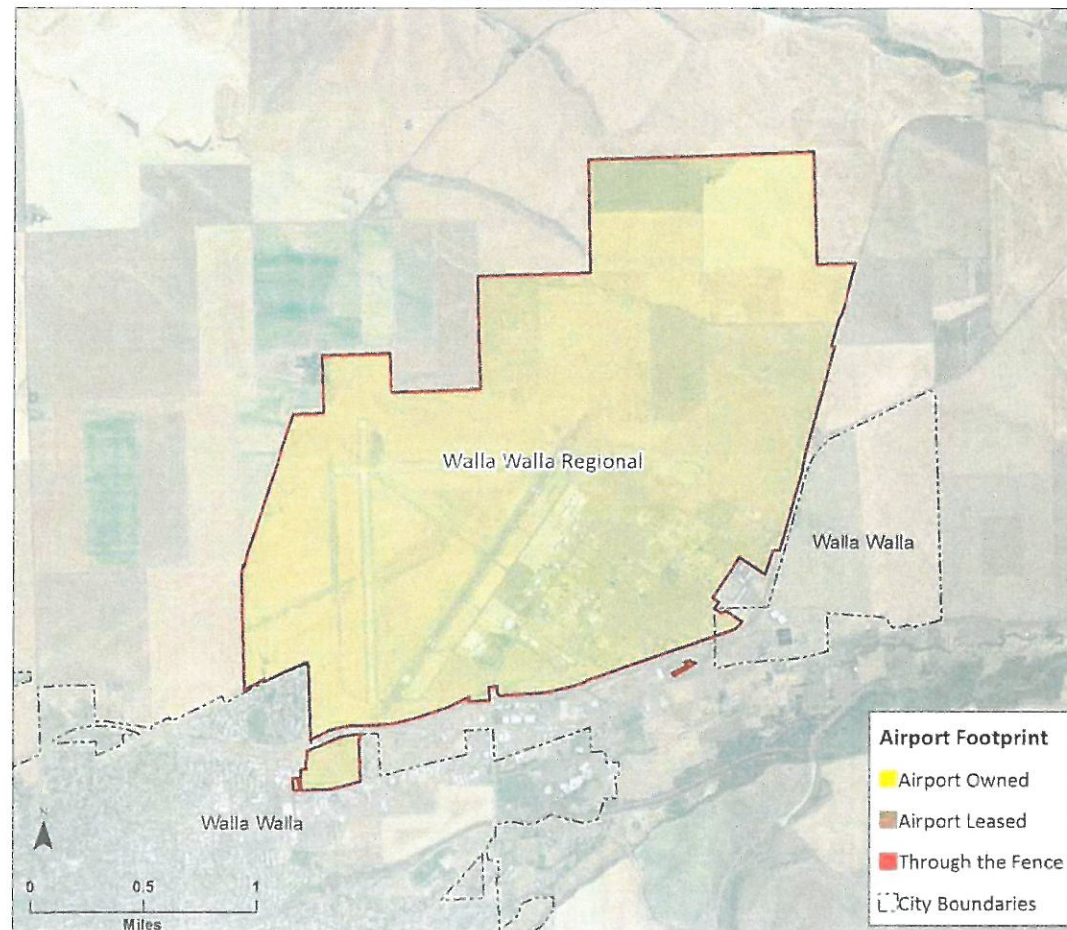 Walla Walla Regional
Walla Walla
Walla Walla
N
0 0.5 1
Miles
Airport Footprint
Airport Owned
Airport Leased
Through the Fence
City Boundaries